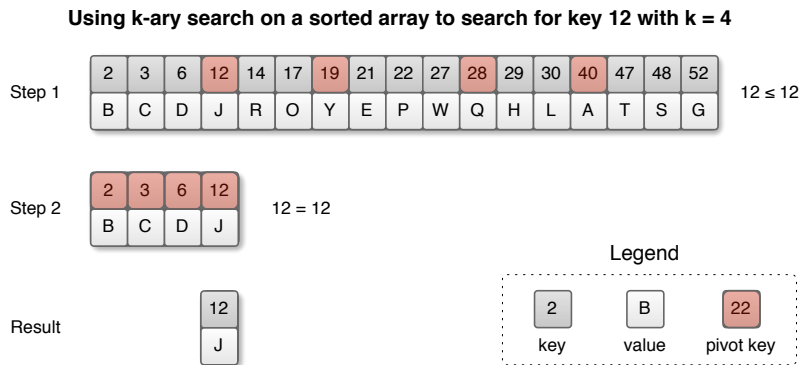 Using k-ary search on a sorted array to search for key 12 with k = 4
Step 1
2 3 6 12 14 17 19 21 22 27 28 29 30 40 47 48 52
B C D J R O Y E P W Q H L A T S G
12 ≤ 12
Step 2
2 3 6 12
B C D J
12 = 12
Legend
Result
12
J
2 B 22
key value pivot key